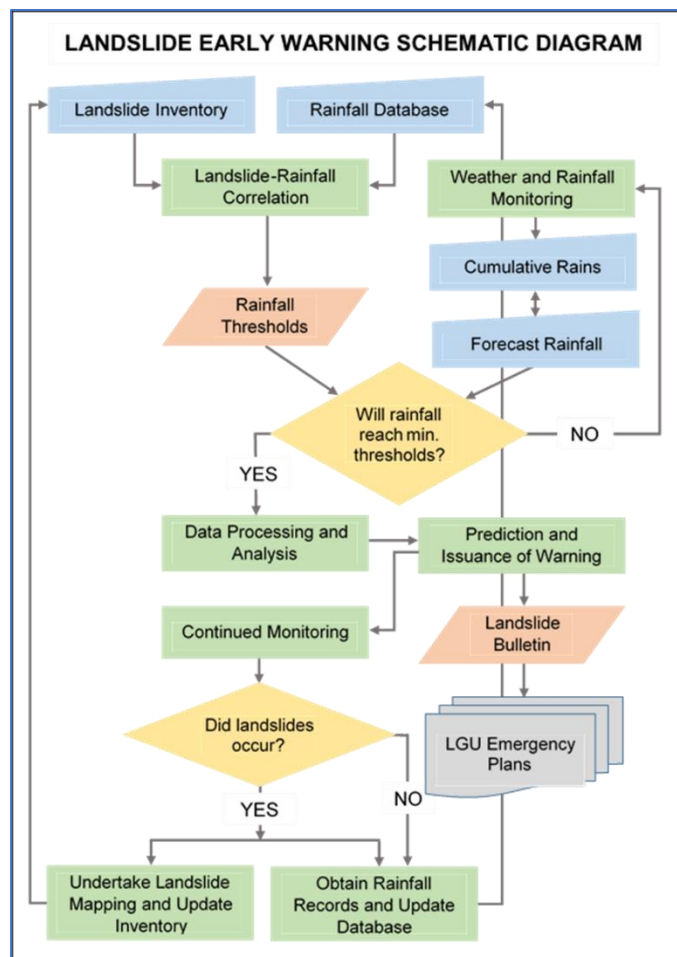 LANDSLIDE EARLY WARNING SCHEMATIC DIAGRAM
Landslide Inventory
Rainfall Database
Landslide-Rainfall
Correlation
Weather and Rainfall
Monitoring
Cumulative Rains
Rainfall
Thresholds
Forecast Rainfall
Will rainfall
reach min.
thresholds?
NO
YES
Data Processing and
Analysis
Prediction and
Issuance of Warning
Continued Monitoring
Landslide
Bulletin
Did landslides
occur?
LGU Emergency
Plans
YES
NO
Undertake Landslide
Mapping and Update
Inventory
Obtain Rainfall
Records and Update
Database